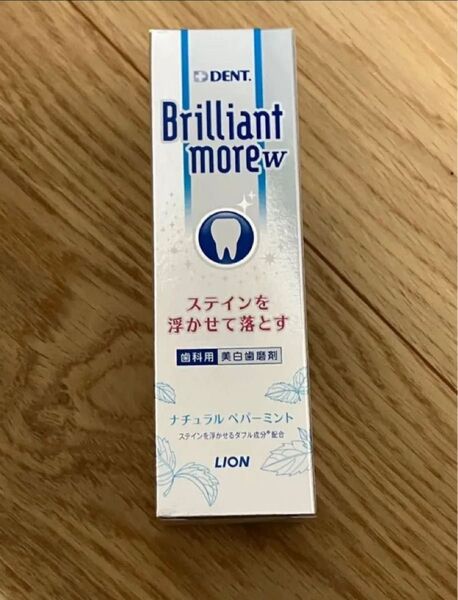 DENT.
Brilliant
more w
ステインを
浮かせて落とす
歯科用 美白歯磨剤
ナチュラル ペパーミント
ステインを浮かせるダブル成分※配合
LION